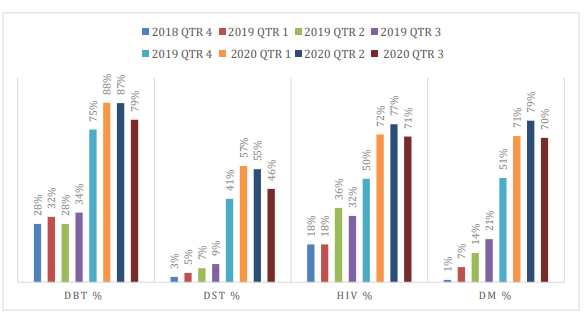 2018 QTR 4 2019 QTR 1 2019 QTR 2 2019 QTR 3
2019 QTR 4 2020 QTR 1 2020 QTR 2 2020 QTR 3
28% 32% 28% 34% 75% 88% 87% 79%
3% 5% 7% 9% 41% 57% 55% 46%
18% 18% 36% 32% 50% 72% 77% 71%
1% 7% 14% 21% 51% 71% 79% 70%
DBT % DST % HIV % DM %